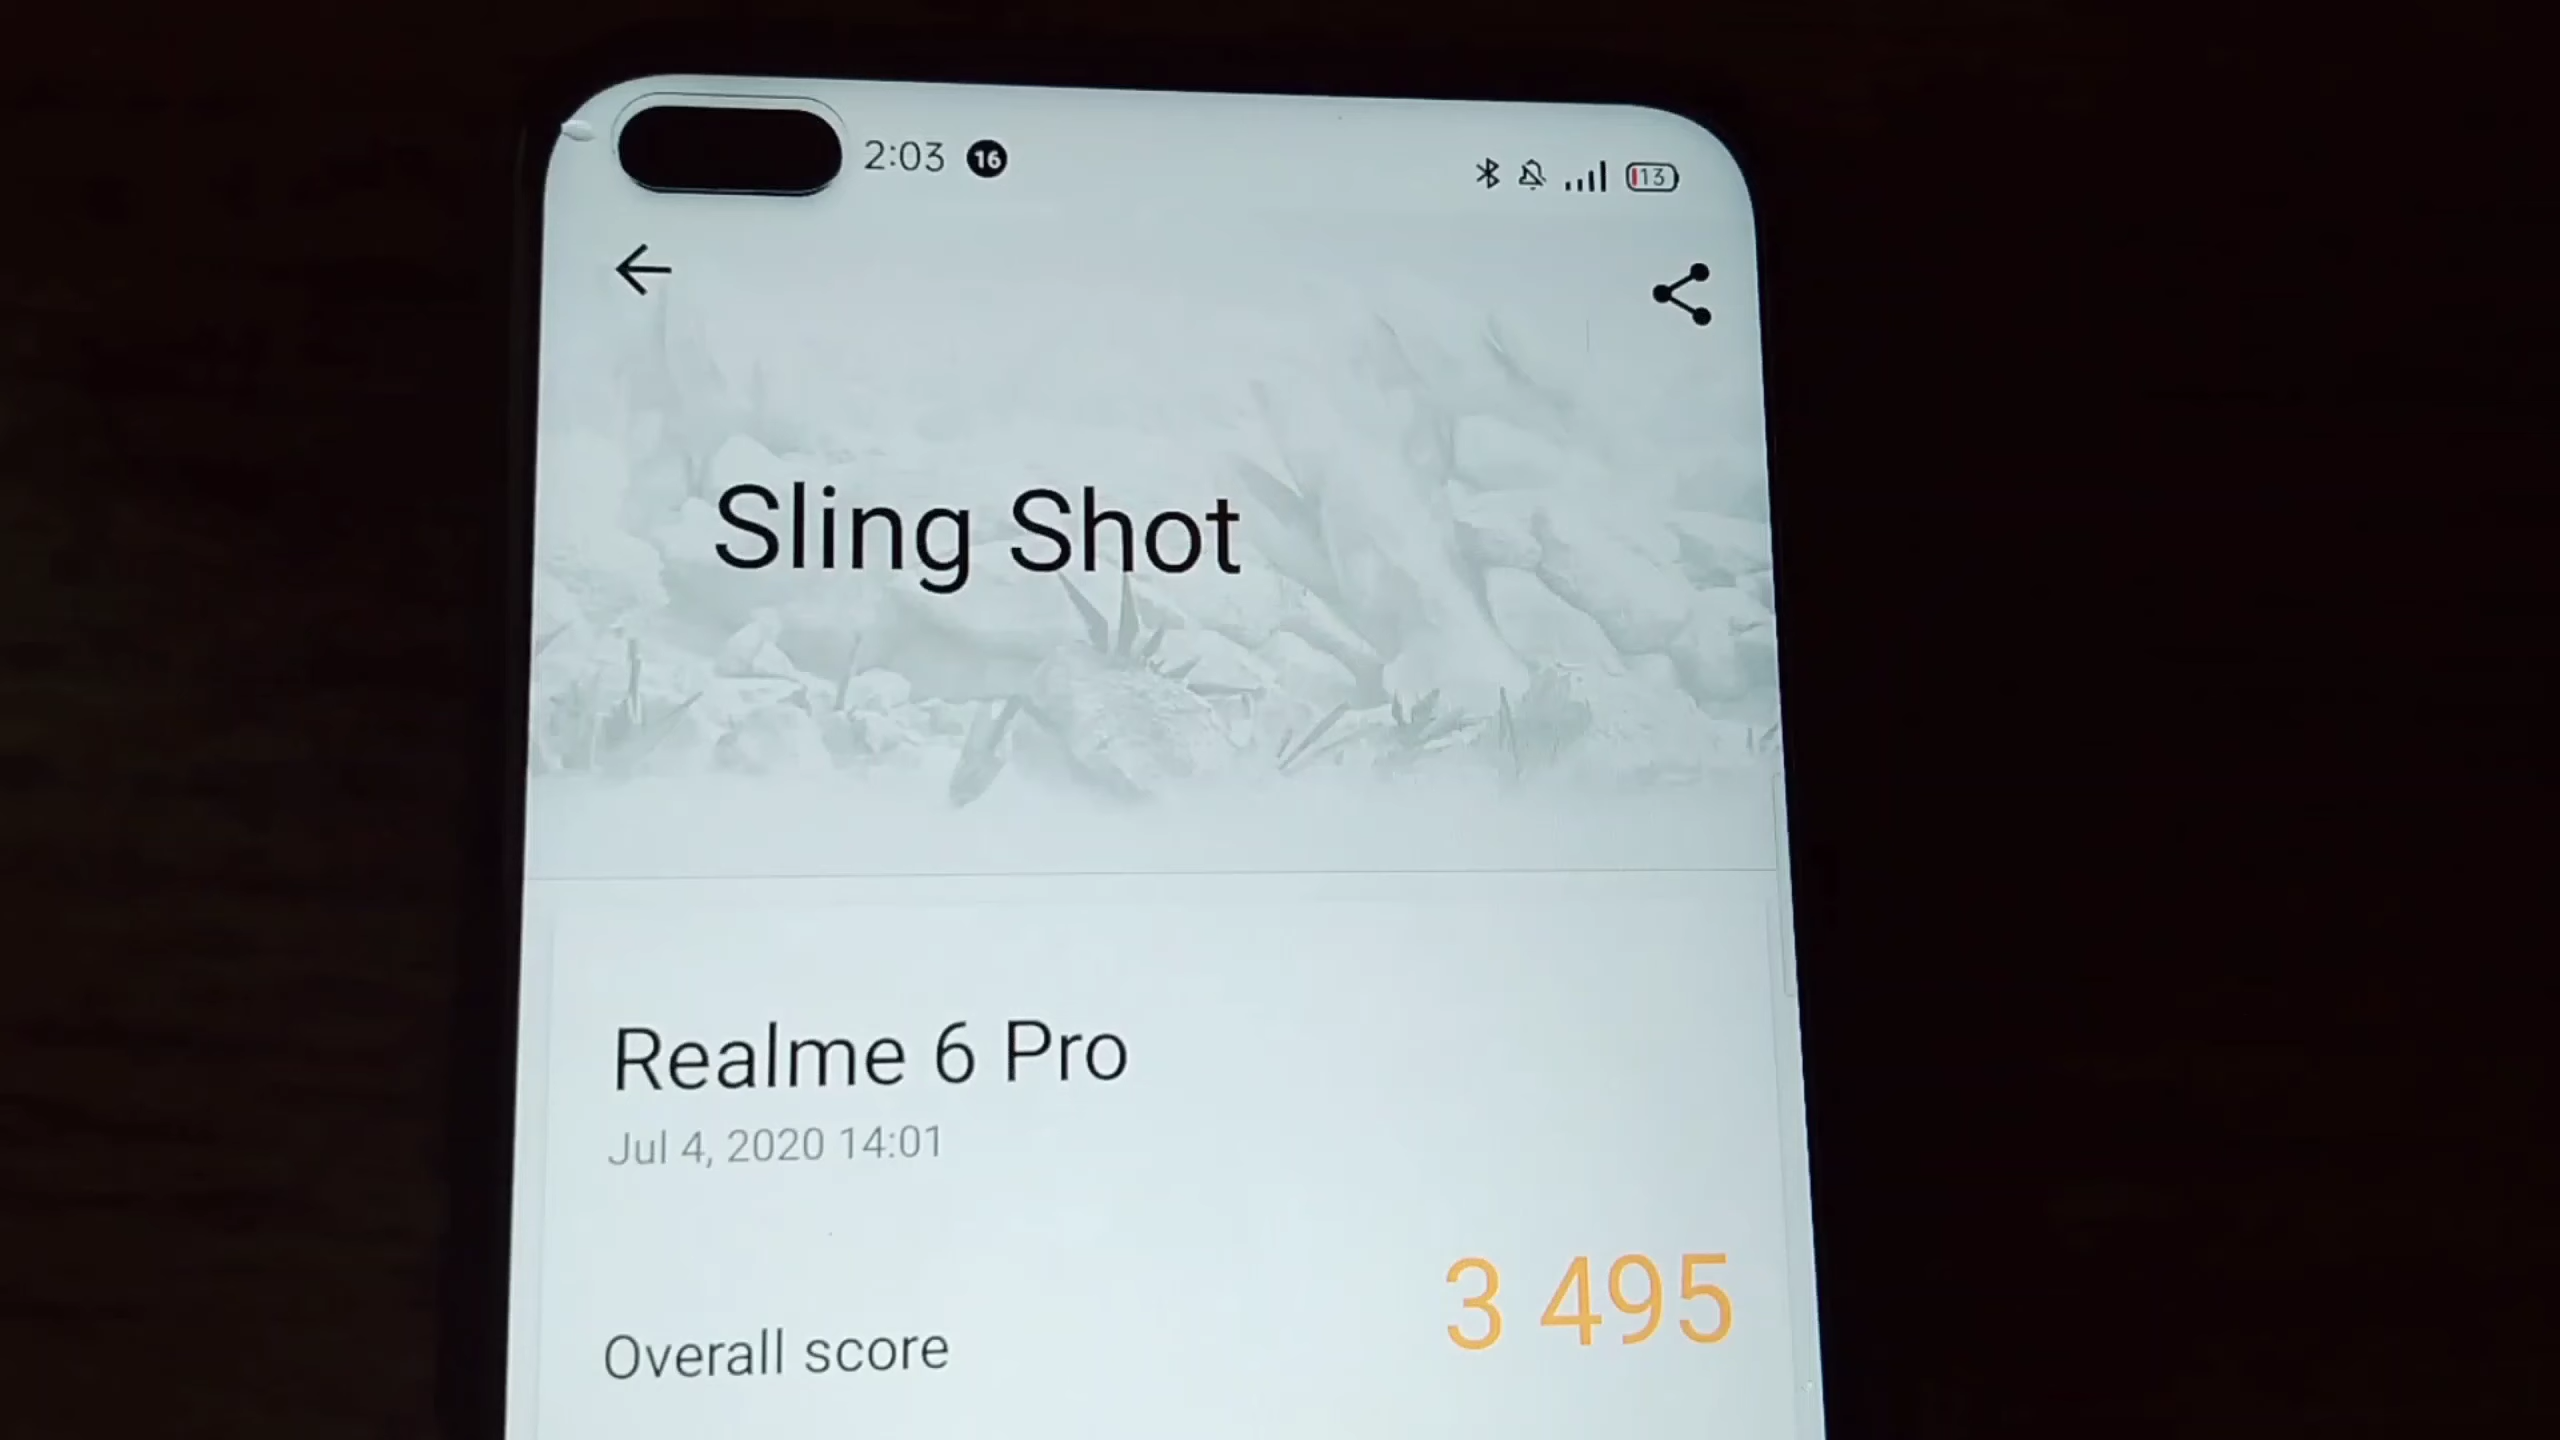 2:03 16 13
Sling Shot
Realme 6 Pro
Jul 4, 2020 14:01
3 495
Overall score